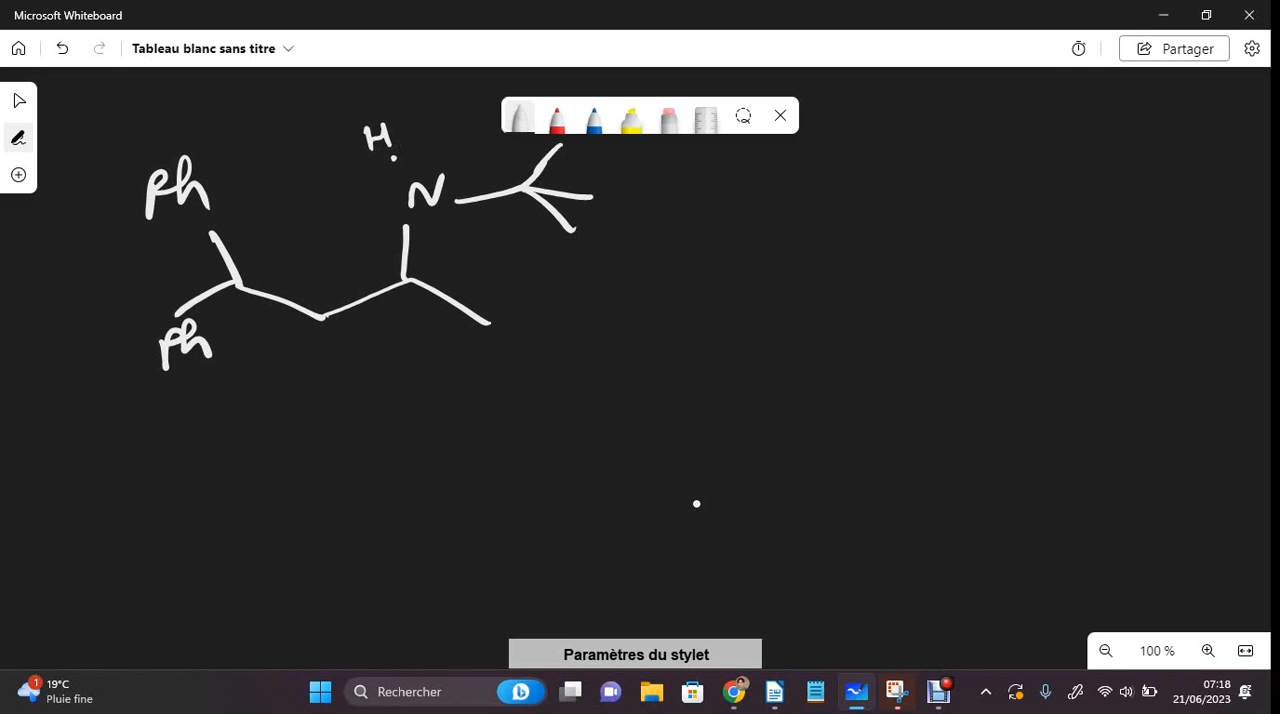 Microsoft Whiteboard
Tableau blanc sans titre
Partager
H
N
Ph
Ph
Paramètres du stylet
100 %
1
19°C
Pluie fine
Rechercher
07:18
21/06/2023